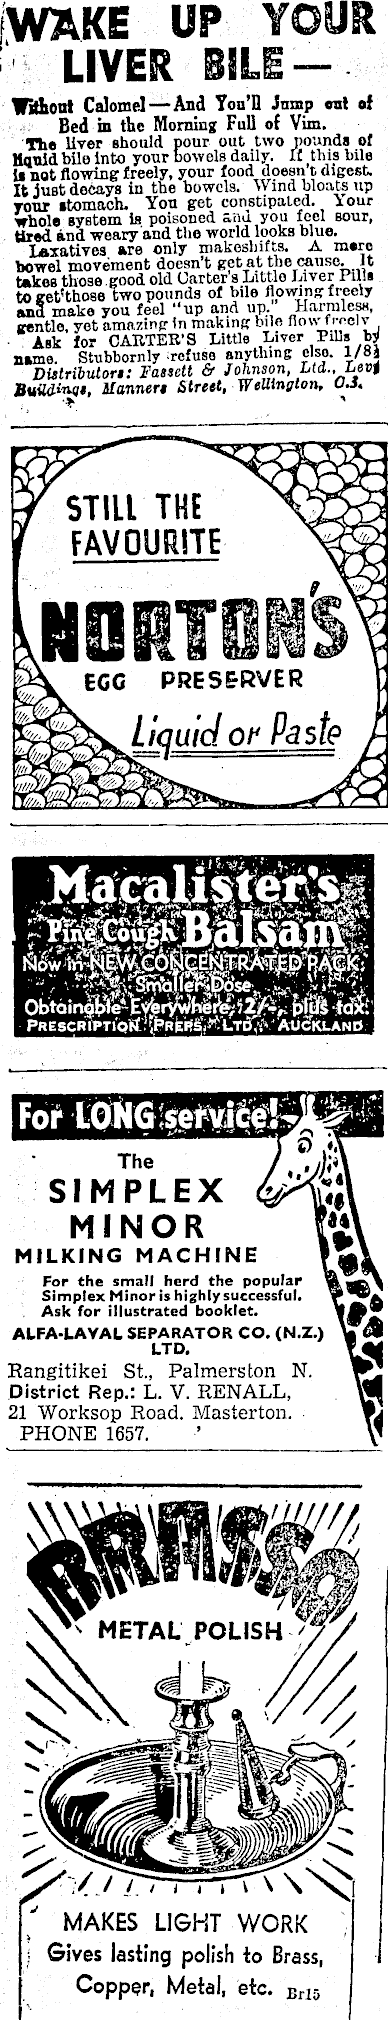 WAKE UP YOUR
LIVER BILE—
Without Calomel—And You'll Jump out of
Bed in the Morning Full of Vim.
The liver should pour out two pounds of
liquid bile into your bowels daily. If this bile
is not flowing freely, your food doesn't digest.
It just decays in the bowels. Wind bloats up
your stomach. You get constipated. Your
whole system is poisoned and you feel sour,
tired and weary and the world looks blue.
Laxatives are only makeshifts. A mere
bowel movement doesn't get at the cause. It
takes those good old Carter's Little Liver Pills
to get those two pounds of bile flowing freely
and make you feel "up and up." Harmless,
gentle, yet amazing in making bile flow freely
Ask for CARTER'S Little Liver Pills by
name. Stubbornly refuse anything else. 1/8½
Distributors: Fassett & Johnson, Ltd., Levy
Buildings, Manners Street, Wellington, C.3.
STILL THE
FAVOURITE
NORTON'S
EGG PRESERVER
Liquid or Paste
Macalister's
Pine Cough Balsam
Now in NEW CONCENTRATED PACK
Smaller Dose
Obtainable Everywhere, 2/-, plus tax.
PRESCRIPTION PREPS LTD., AUCKLAND
For LONG service!
The
SIMPLEX
MINOR
MILKING MACHINE
For the small herd the popular
Simplex Minor is highly successful.
Ask for illustrated booklet.
ALFA-LAVAL SEPARATOR CO. (N.Z.)
LTD.
Rangitikei St., Palmerston N.
District Rep.: L. V. RENALL,
21 Worksop Road. Masterton.
PHONE 1657.
BRASSO
METAL POLISH
MAKES LIGHT WORK
Gives lasting polish to Brass,
Copper, Metal, etc. Br15